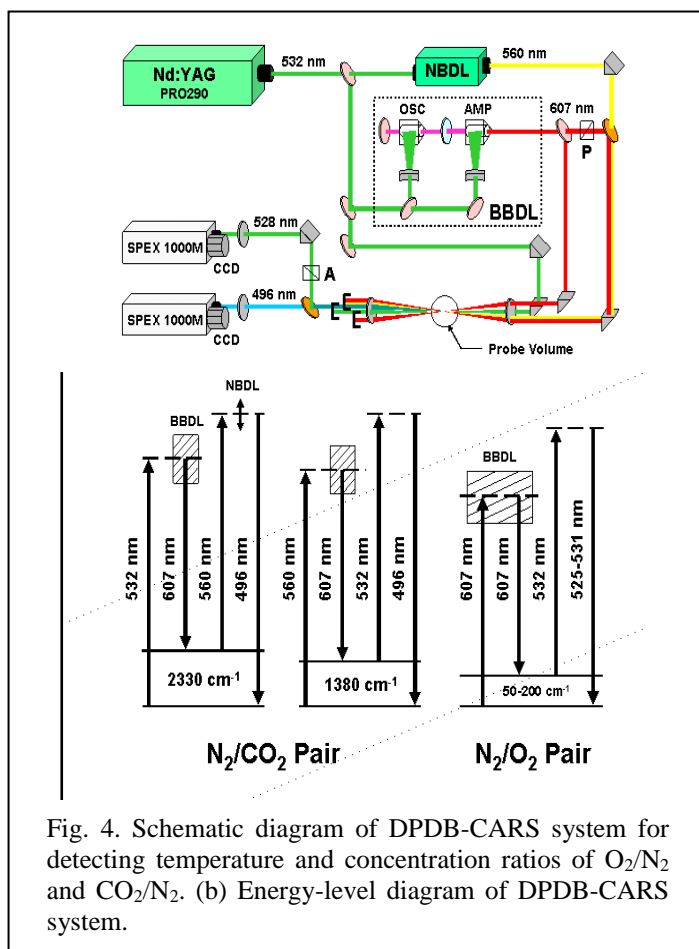 532 nm
Nd:YAG
PRO290
NBDL
560 nm
OSC
AMP
607 nm
P
BBDL
528 nm
SPEX 1000M
CCD
A
496 nm
SPEX 1000M
CCD
Probe Volume
NBDL
BBDL
BBDL
532 nm
607 nm
560 nm
496 nm
560 nm
607 nm
532 nm
496 nm
607 nm
607 nm
532 nm
525-531 nm
2330 cm⁻¹
1380 cm⁻¹
50-200 cm⁻¹
N₂/CO₂ Pair
N₂/O₂ Pair
Fig. 4. Schematic diagram of DPDB-CARS system for
detecting temperature and concentration ratios of O₂/N₂
and CO₂/N₂. (b) Energy-level diagram of DPDB-CARS
system.